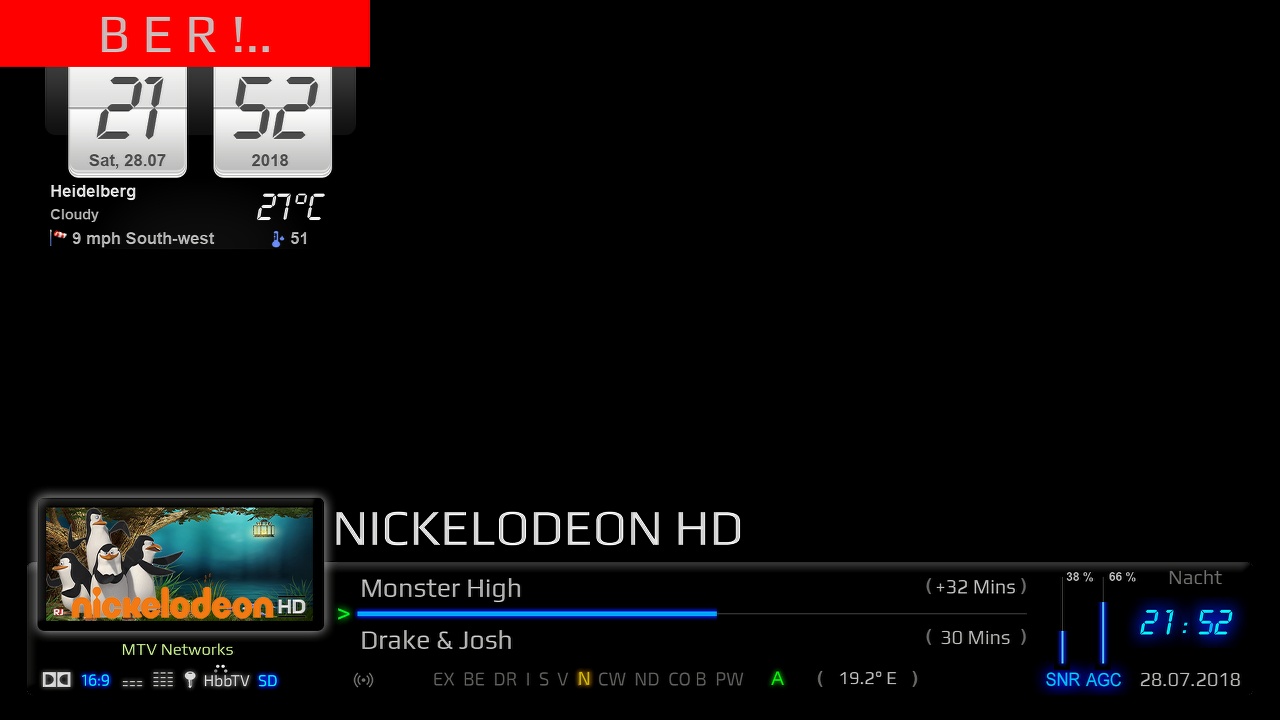 B E R !..
21 52
Sat, 28.07 2018
Heidelberg
Cloudy 27°C
9 mph South-west 51
NICKELODEON HD
nickelodeon HD
RJ
Monster High ( +32 Mins )
38 % 66 % Nacht
>
21:52
Drake & Josh ( 30 Mins )
MTV Networks
16:9 HbbTV SD
EX BE DR I S V N CW ND CO B PW A ( 19.2° E )
SNR AGC 28.07.2018